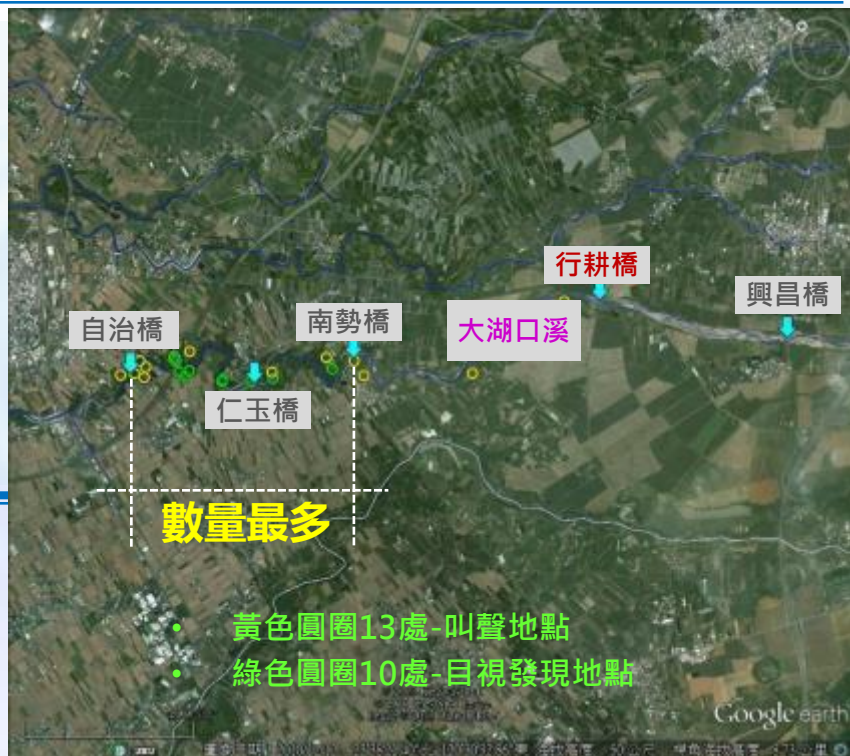 行耕橋
興昌橋
自治橋
南勢橋
大湖口溪
仁玉橋
數量最多
• 黃色圓圈13處-叫聲地點
• 綠色圓圈10處-目視發現地點
Google earth